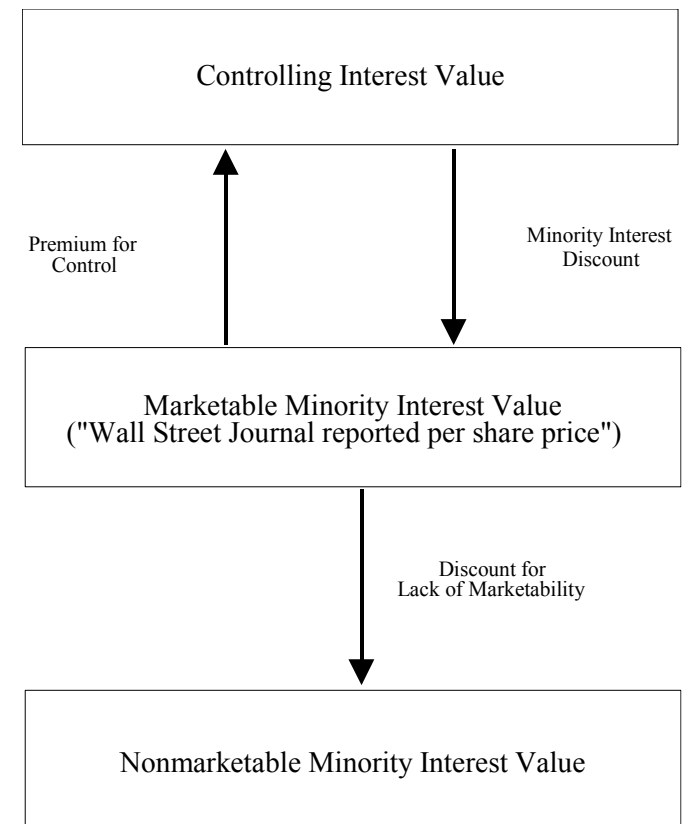 Controlling Interest Value
Premium for
Control
Minority Interest
Discount
Marketable Minority Interest Value
("Wall Street Journal reported per share price")
Discount for
Lack of Marketability
Nonmarketable Minority Interest Value